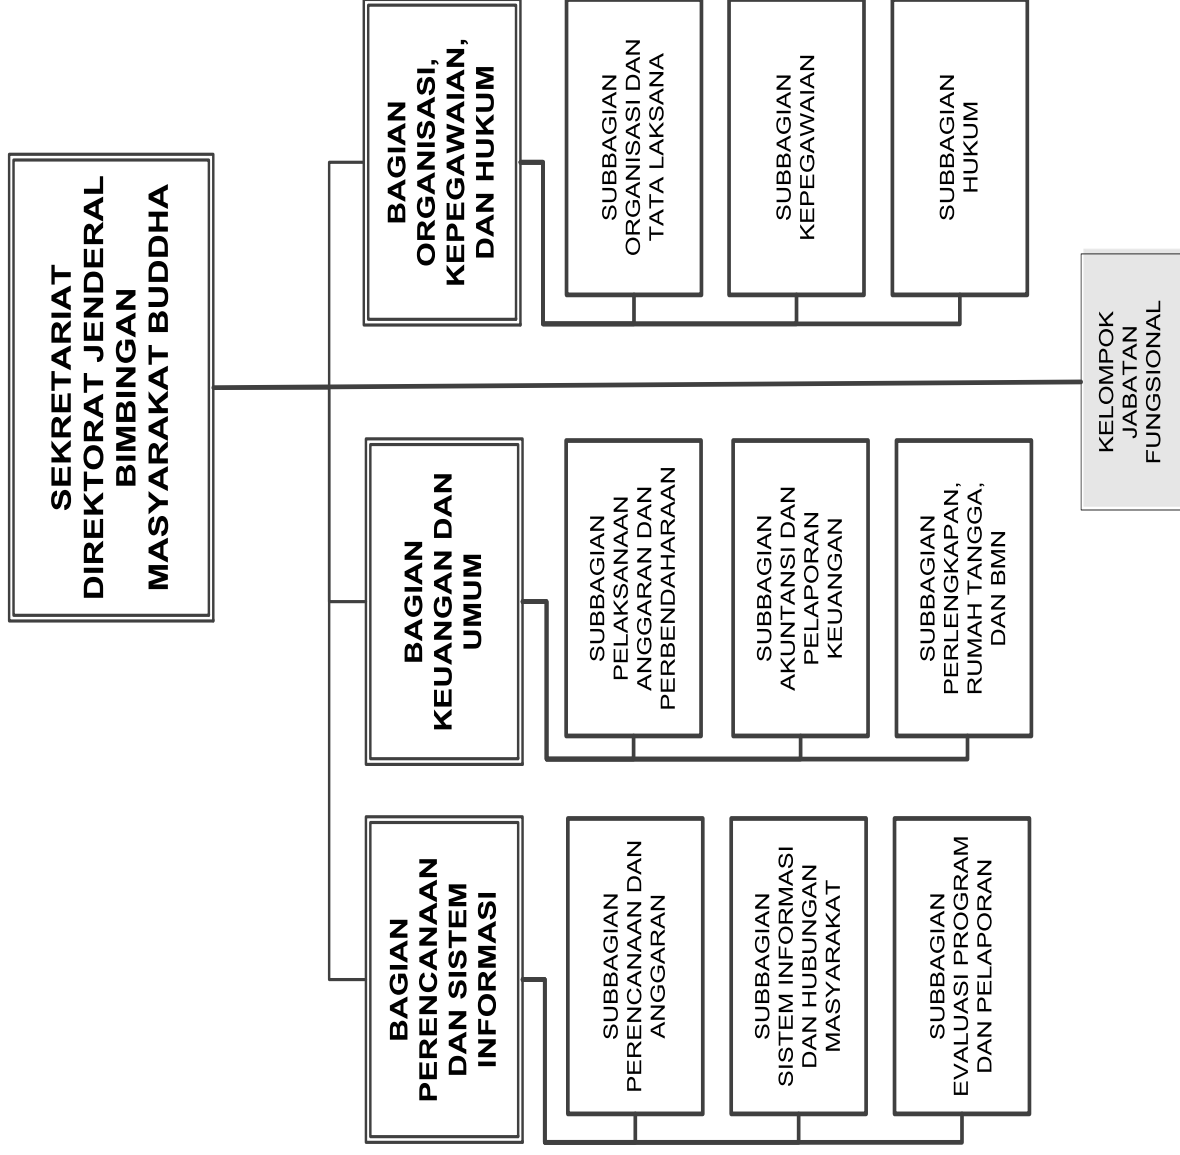 SEKRETARIAT
DIREKTORAT JENDERAL
BIMBINGAN
MASYARAKAT BUDDHA
BAGIAN
PERENCANAAN
DAN SISTEM
INFORMASI
SUBBAGIAN
PERENCANAAN DAN
ANGGARAN
SUBBAGIAN
SISTEM INFORMASI
DAN HUBUNGAN
MASYARAKAT
SUBBAGIAN
EVALUASI PROGRAM
DAN PELAPORAN
BAGIAN
KEUANGAN DAN
UMUM
SUBBAGIAN
PELAKSANAAN
ANGGARAN DAN
PERBENDAHARAAN
SUBBAGIAN
AKUNTANSI DAN
PELAPORAN
KEUANGAN
SUBBAGIAN
PERLENGKAPAN,
RUMAH TANGGA,
DAN BMN
BAGIAN
ORGANISASI,
KEPEGAWAIAN,
DAN HUKUM
SUBBAGIAN
ORGANISASI DAN
TATA LAKSANA
SUBBAGIAN
KEPEGAWAIAN
SUBBAGIAN
HUKUM
KELOMPOK
JABATAN
FUNGSIONAL